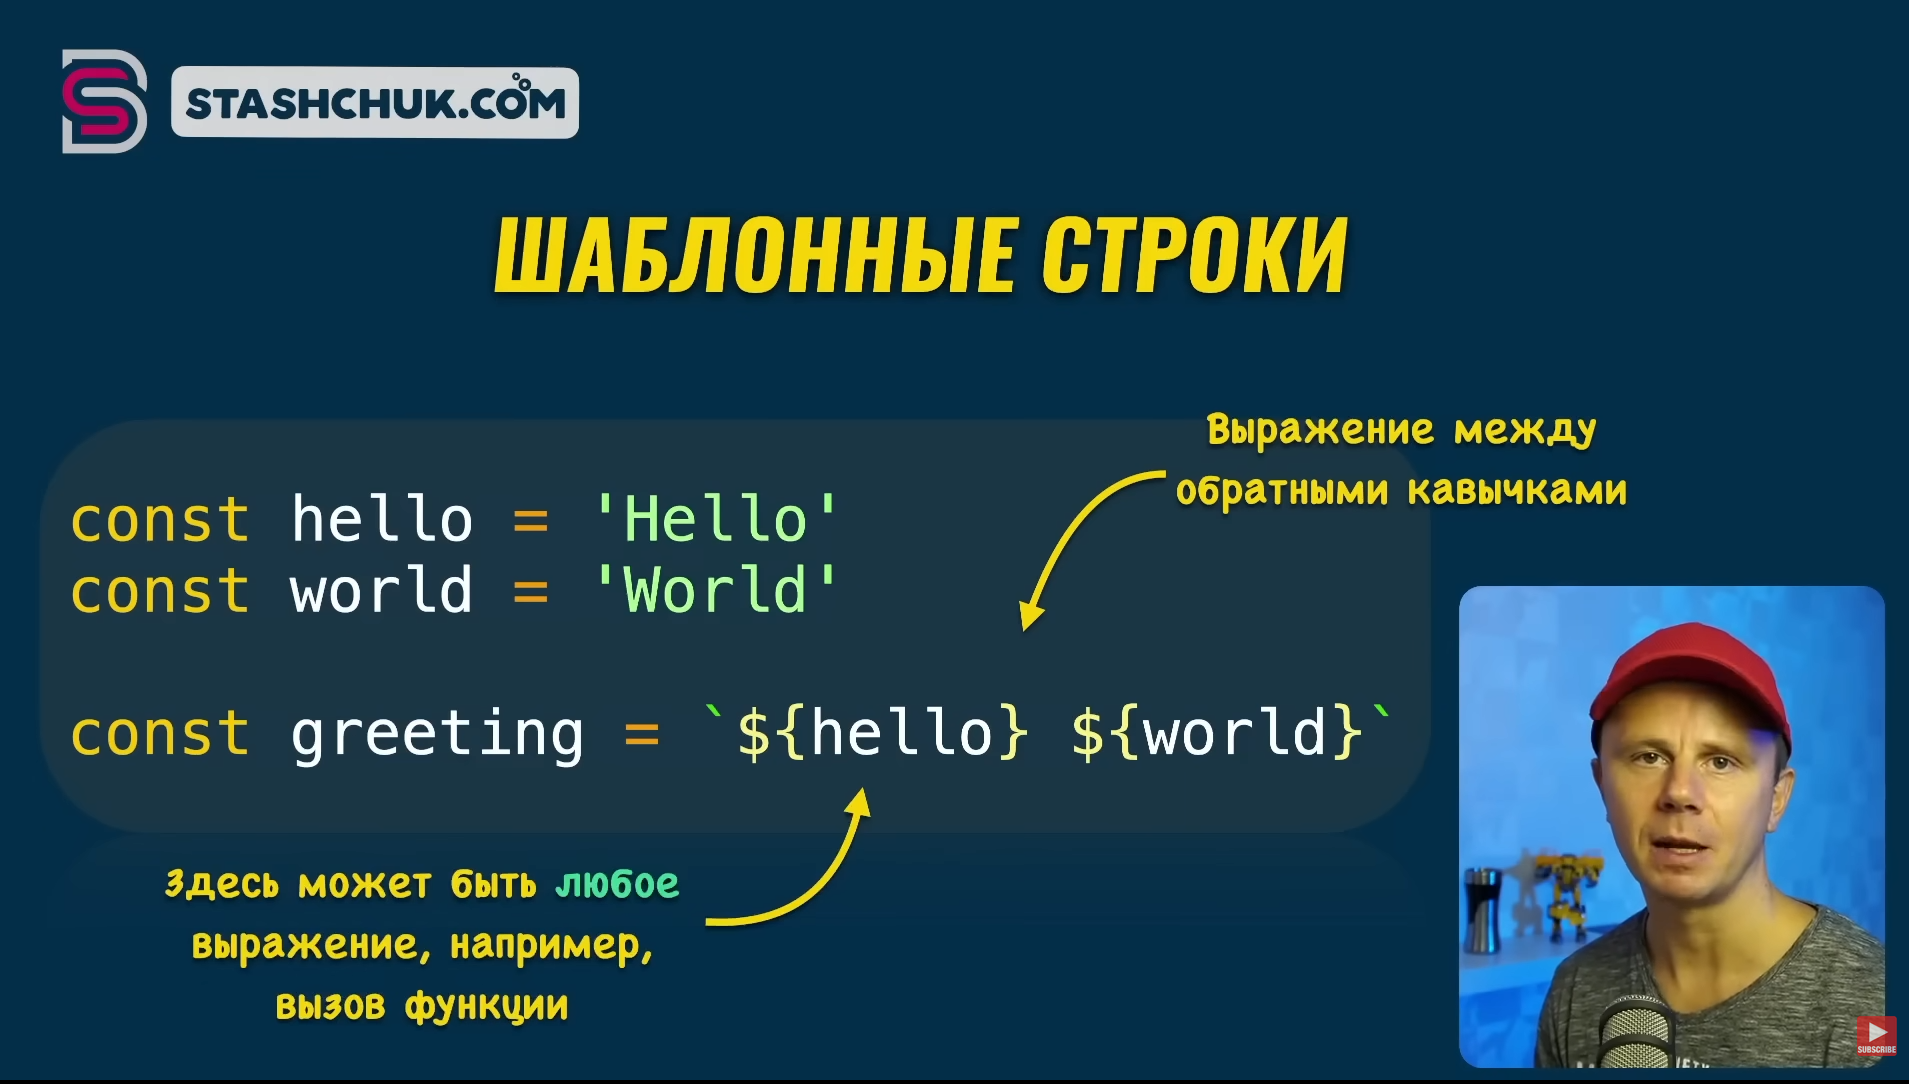 STASHCHUK.COM
ШАБЛОННЫЕ СТРОКИ
Выражение между
обратными кавычками
const hello = 'Hello'
const world = 'World'
const greeting = `${hello} ${world}`
Здесь может быть любое
выражение, например,
вызов функции
SUBSCRIBE